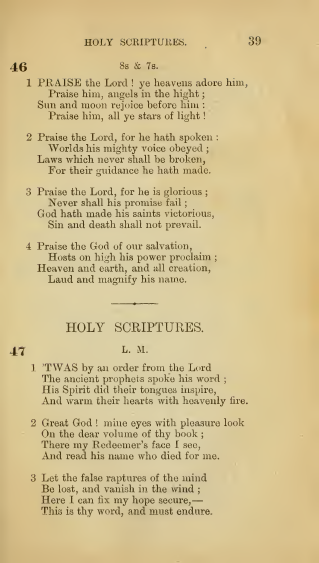 HOLY SCRIPTURES. 39
46 8s & 7s.
1 PRAISE the Lord ! ye heavens adore him,
Praise him, angels in the hight ;
Sun and moon rejoice before him :
Praise him, all ye stars of light !
2 Praise the Lord, for he hath spoken :
Worlds his mighty voice obeyed ;
Laws which never shall be broken,
For their guidance he hath made.
3 Praise the Lord, for he is glorious ;
Never shall his promise fail ;
God hath made his saints victorious,
Sin and death shall not prevail.
4 Praise the God of our salvation,
Hosts on high his power proclaim ;
Heaven and earth, and all creation,
Laud and magnify his name.
HOLY SCRIPTURES.
47 L. M.
1 'TWAS by an order from the Lord
The ancient prophets spoke his word ;
His Spirit did their tongues inspire,
And warm their hearts with heavenly fire.
2 Great God ! mine eyes with pleasure look
On the dear volume of thy book ;
There my Redeemer's face I see,
And read his name who died for me.
3 Let the false raptures of the mind
Be lost, and vanish in the wind ;
Here I can fix my hope secure,—
This is thy word, and must endure.